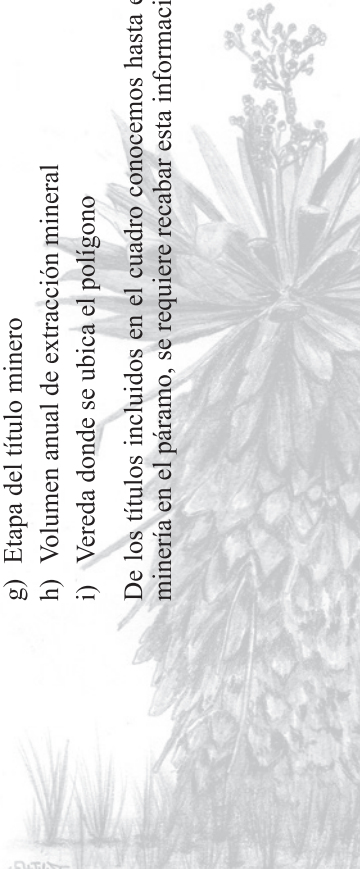 g) Etapa del título minero
h) Volumen anual de extracción mineral
i) Vereda donde se ubica el polígono
De los títulos incluidos en el cuadro conocemos hasta
minería en el páramo, se requiere recabar esta informaci